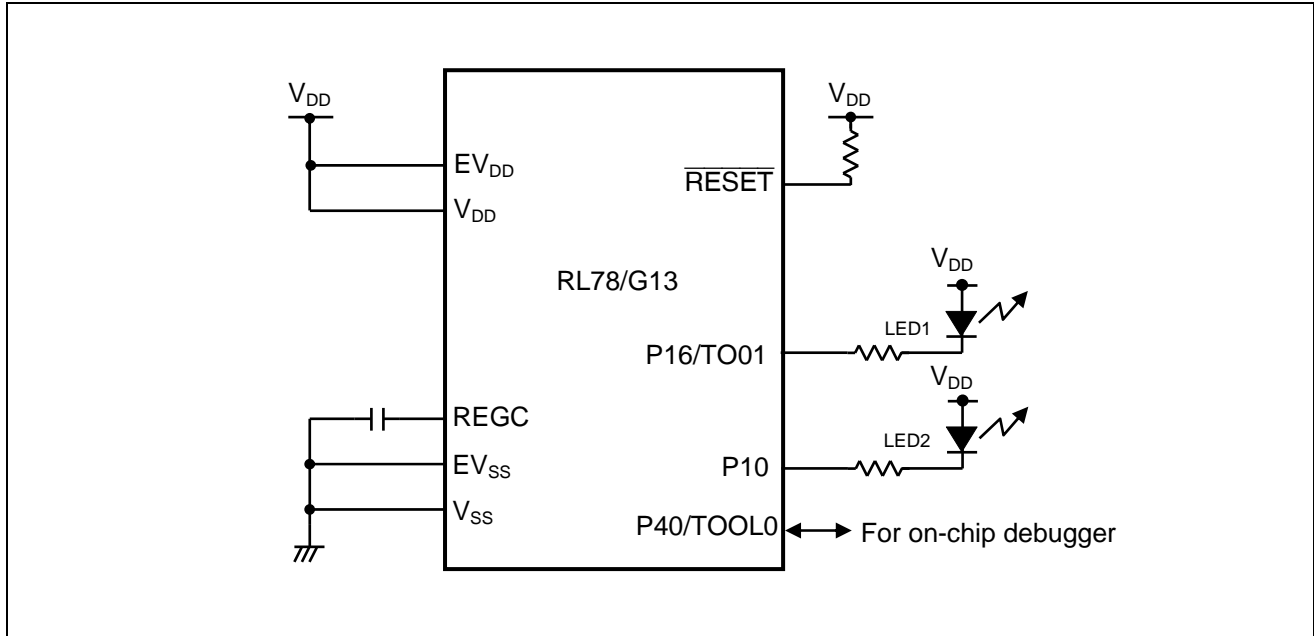 VDD
EVDD
VDD
RL78/G13
REGC
EVSS
VSS
VDD
RESET
VDD
LED1
P16/TO01
VDD
LED2
P10
P40/TOOL0
For on-chip debugger